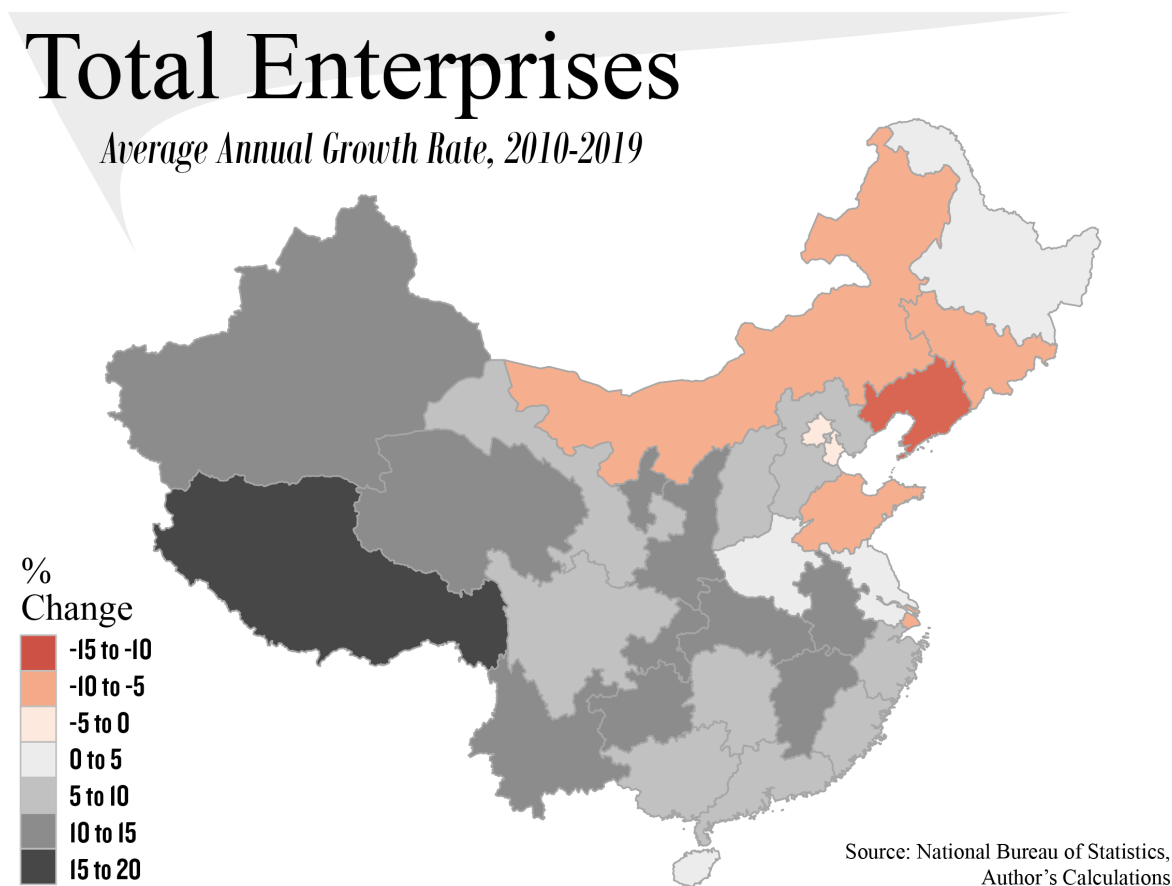 Total Enterprises
Average Annual Growth Rate, 2010-2019
%
Change
-15 to -10
-10 to -5
-5 to 0
0 to 5
5 to 10
10 to 15
15 to 20
Source: National Bureau of Statistics,
Author's Calculations